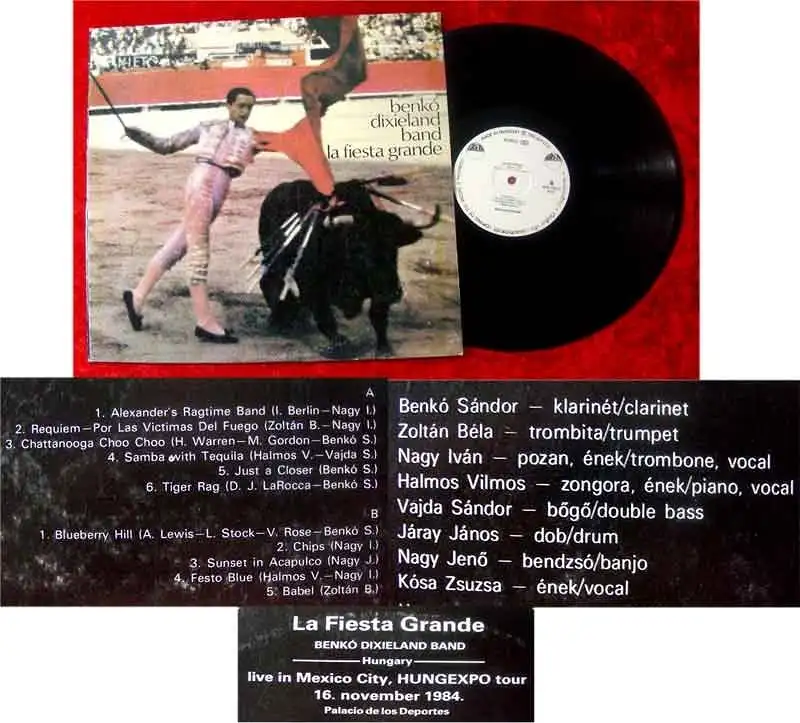 benkó
dixieland
band
la fiesta grande
A
1. Alexander's Ragtime Band (I. Berlin—Nagy I.)
2. Requiem—Por Las Victimas Del Fuego (Zoltán B.—Nagy I.)
3. Chattanooga Choo Choo (H. Warren—M. Gordon—Benkó S.)
4. Samba with Tequila (Halmos V.—Vajda S.)
5. Just a Closer (Benkó S.)
6. Tiger Rag (D. J. LaRocca—Benkó S.)
B
1. Blueberry Hill (A. Lewis—L. Stock—V. Rose—Benkó S.)
2. Chips (Nagy I.)
3. Sunset in Acapulco (Nagy J.)
4. Festo Blue (Halmos V.—Nagy I.)
5. Babel (Zoltán B.)
Benkó Sándor — klarinét/clarinet
Zoltán Béla — trombita/trumpet
Nagy Iván — pozan, ének/trombone, vocal
Halmos Vilmos — zongora, ének/piano, vocal
Vajda Sándor — bőgő/double bass
Járay János — dob/drum
Nagy Jenő — bendzsó/banjo
Kósa Zsuzsa — ének/vocal
La Fiesta Grande
BENKÓ DIXIELAND BAND
Hungary
live in Mexico City, HUNGEXPO tour
16. november 1984.
Palacio de los Deportes